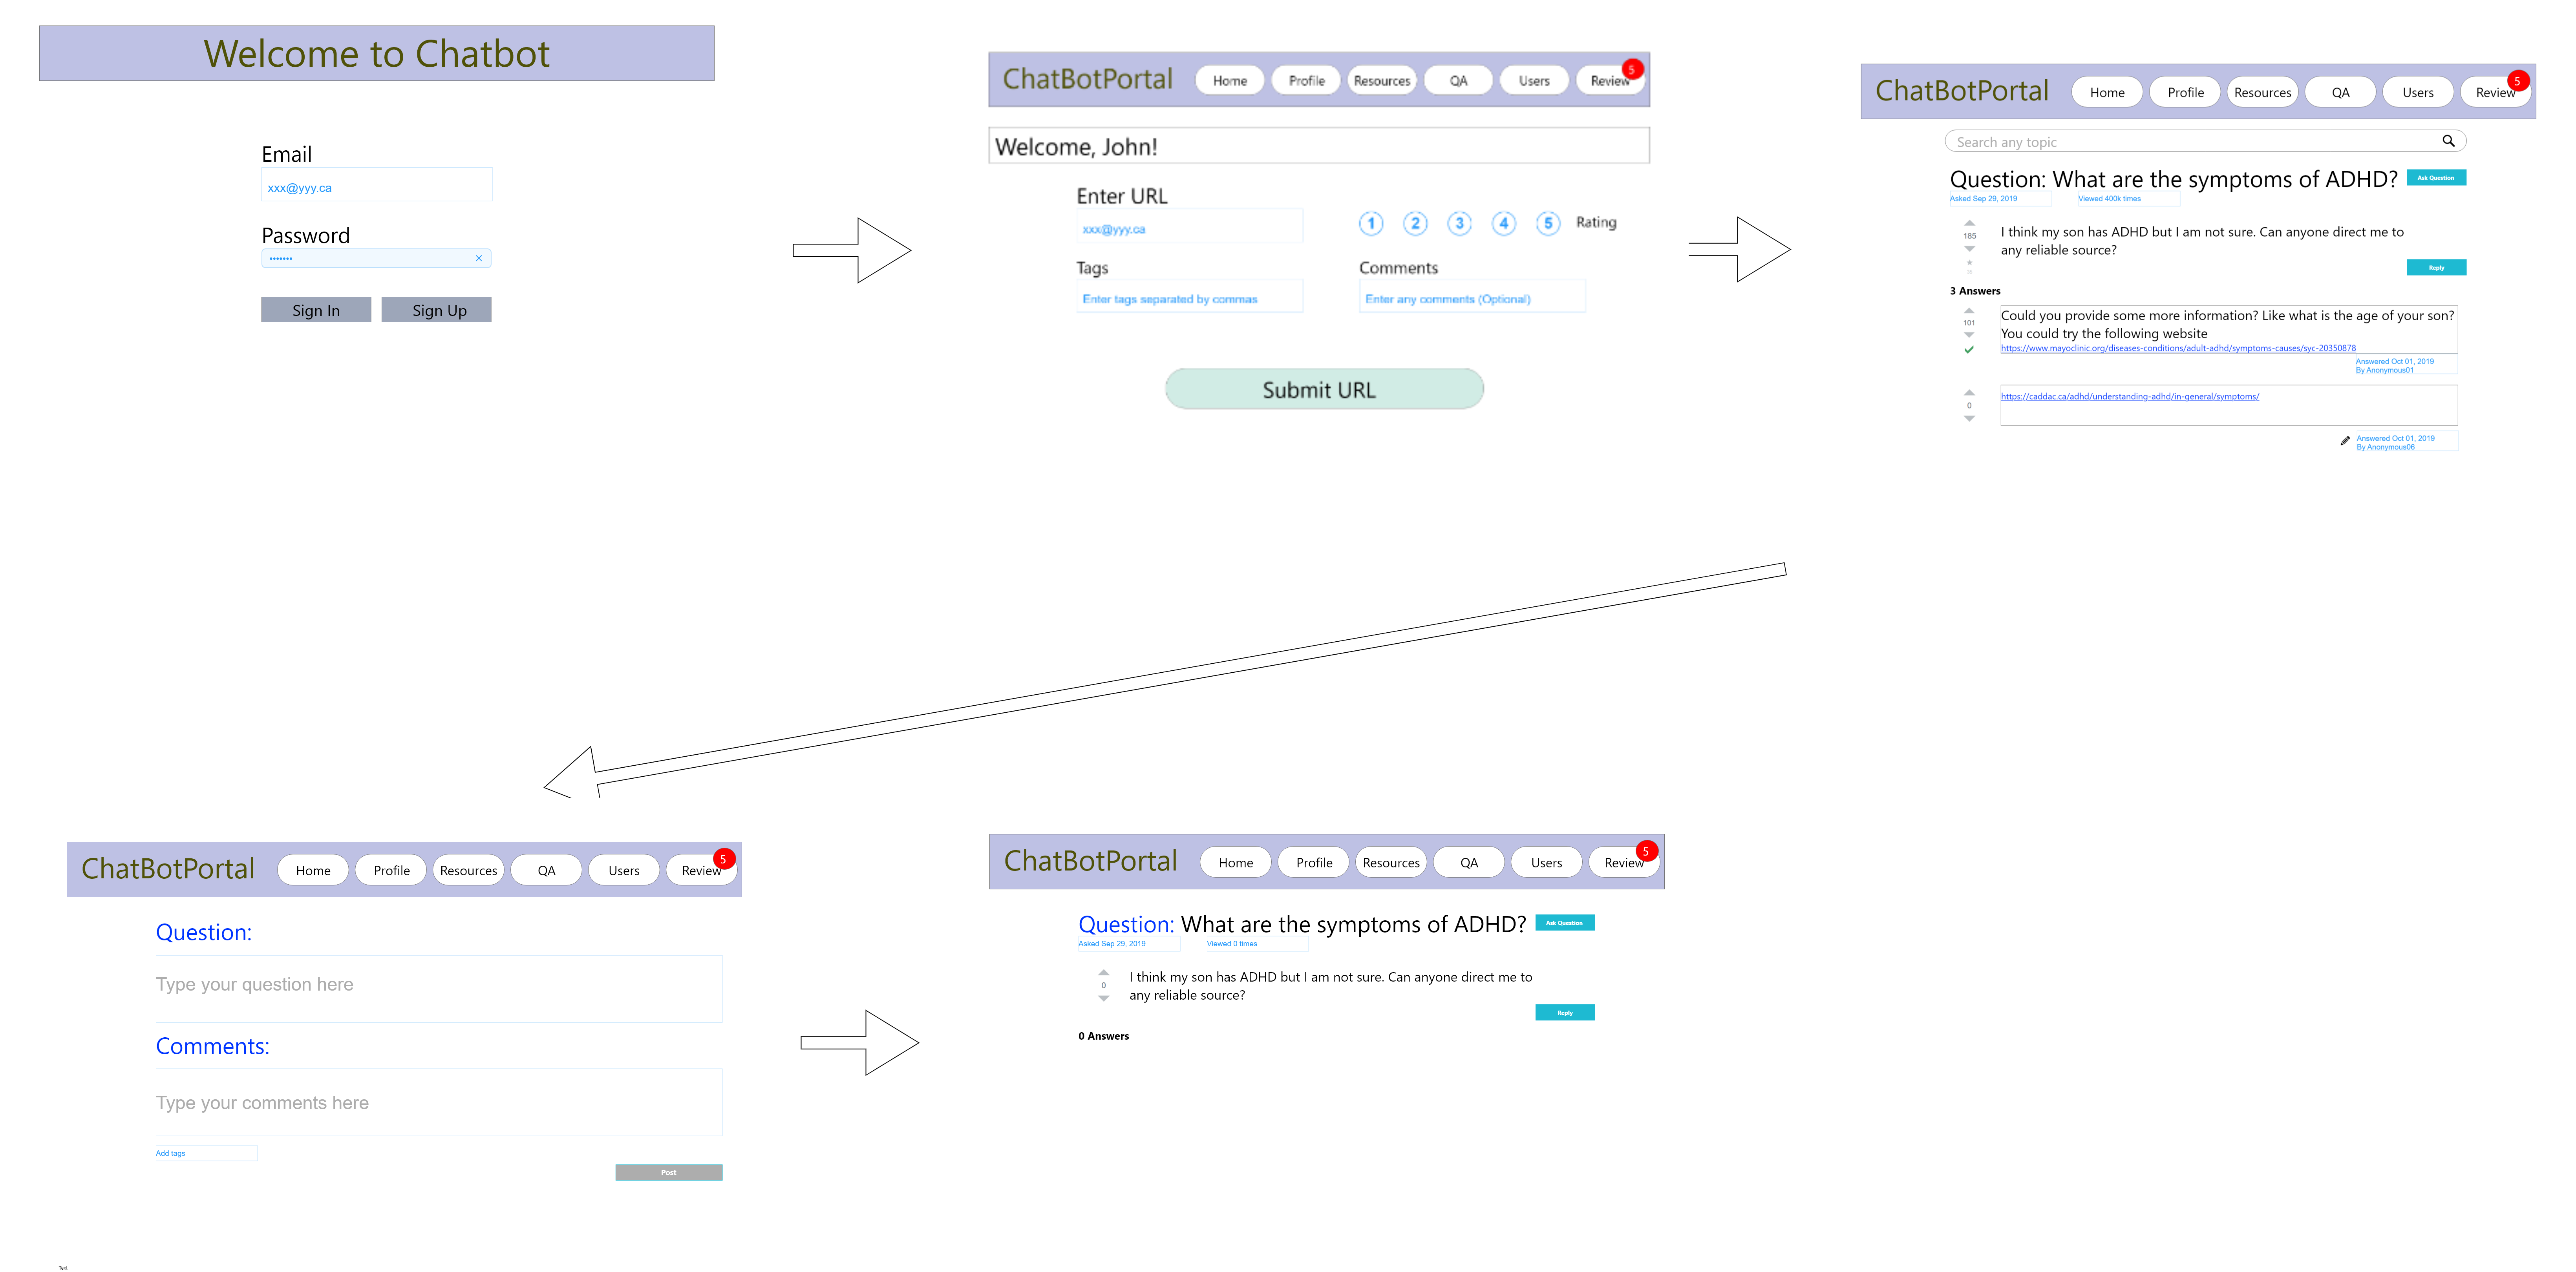 Welcome to Chatbot
Email
xxx@yyy.ca
Password
•••••••
Sign In
Sign Up
ChatBotPortal
Home
Profile
Resources
QA
Users
Review
5
Welcome, John!
Enter URL
xxx@yyy.ca
1 2 3 4 5 Rating
Tags
Enter tags separated by commas
Comments
Enter any comments (Optional)
Submit URL
ChatBotPortal
Home
Profile
Resources
QA
Users
Review
5
Search any topic
Question: What are the symptoms of ADHD?
Ask Question
Asked Sep 29, 2019
Viewed 400k times
185
I think my son has ADHD but I am not sure. Can anyone direct me to
any reliable source?
Reply
3 Answers
101
Could you provide some more information? Like what is the age of your son?
You could try the following website
https://www.mayoclinic.org/diseases-conditions/adult-adhd/symptoms-causes/syc-20350878
Answered Oct 01, 2019
By Anonymous01
0
https://caddac.ca/adhd/understanding-adhd/in-general/symptoms/
Answered Oct 01, 2019
By Anonymous06
ChatBotPortal
Home
Profile
Resources
QA
Users
Review
5
Question:
Type your question here
Comments:
Type your comments here
Add tags
Post
ChatBotPortal
Home
Profile
Resources
QA
Users
Review
5
Question: What are the symptoms of ADHD?
Ask Question
Asked Sep 29, 2019
Viewed 0 times
0
I think my son has ADHD but I am not sure. Can anyone direct me to
any reliable source?
Reply
0 Answers
Text